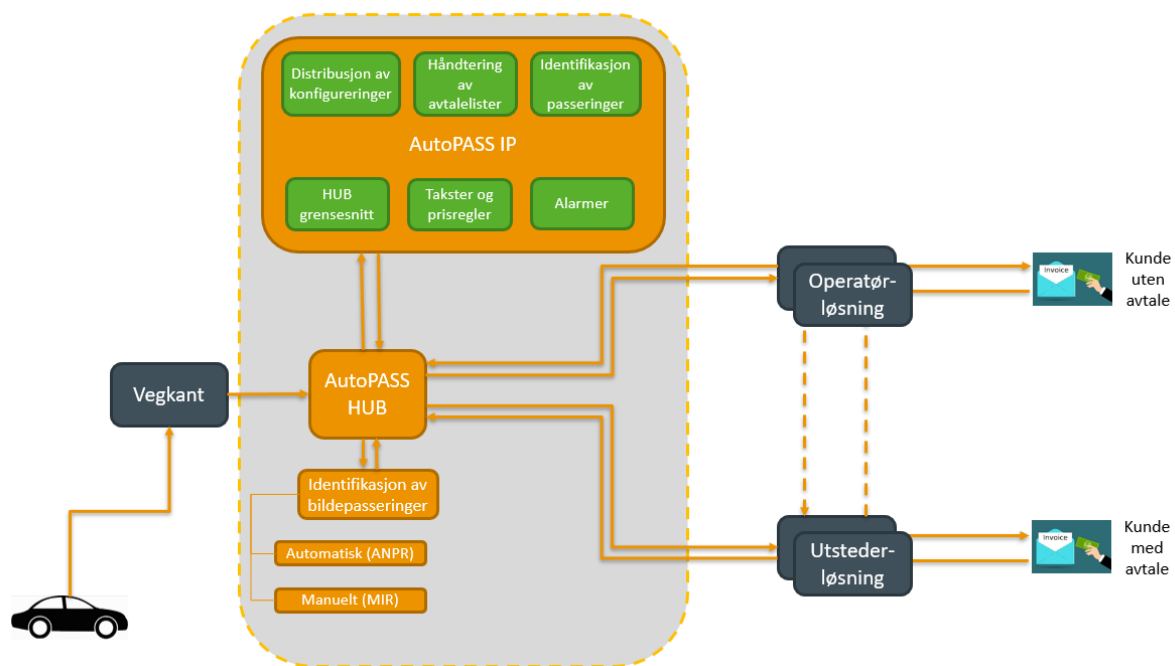 Distribusjon av
konfigureringer
Håndtering
av
avtalelister
Identifikasjon
av
passeringer
AutoPASS IP
HUB
grensesnitt
Takster og
prisregler
Alarmer
Operatør-
løsning
Invoice
Kunde
uten
avtale
Vegkant
AutoPASS
HUB
Identifikasjon av
bildepasseringer
Automatisk (ANPR)
Manuelt (MIR)
Utsteder-
løsning
Invoice
Kunde
med
avtale